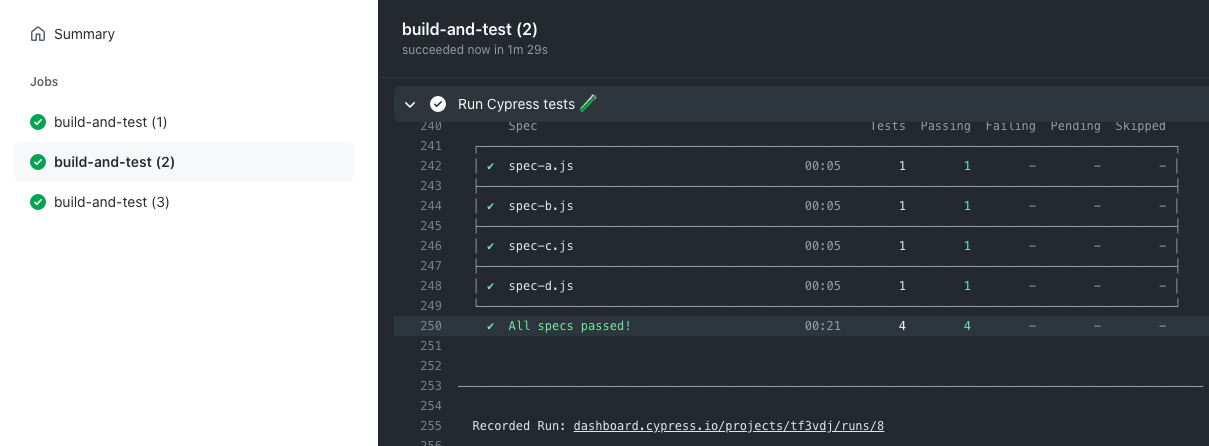 Summary
Jobs
build-and-test (1)
build-and-test (2)
build-and-test (3)
build-and-test (2)
succeeded now in 1m 29s
Run Cypress tests
240 Spec Tests Passing Failing Pending Skipped
241
242 ✔ spec-a.js 00:05 1 1 - - -
243
244 ✔ spec-b.js 00:05 1 1 - - -
245
246 ✔ spec-c.js 00:05 1 1 - - -
247
248 ✔ spec-d.js 00:05 1 1 - - -
249
250 ✔ All specs passed! 00:21 4 4 - - -
251
252
253
254
255 Recorded Run: dashboard.cypress.io/projects/tf3vdj/runs/8
256